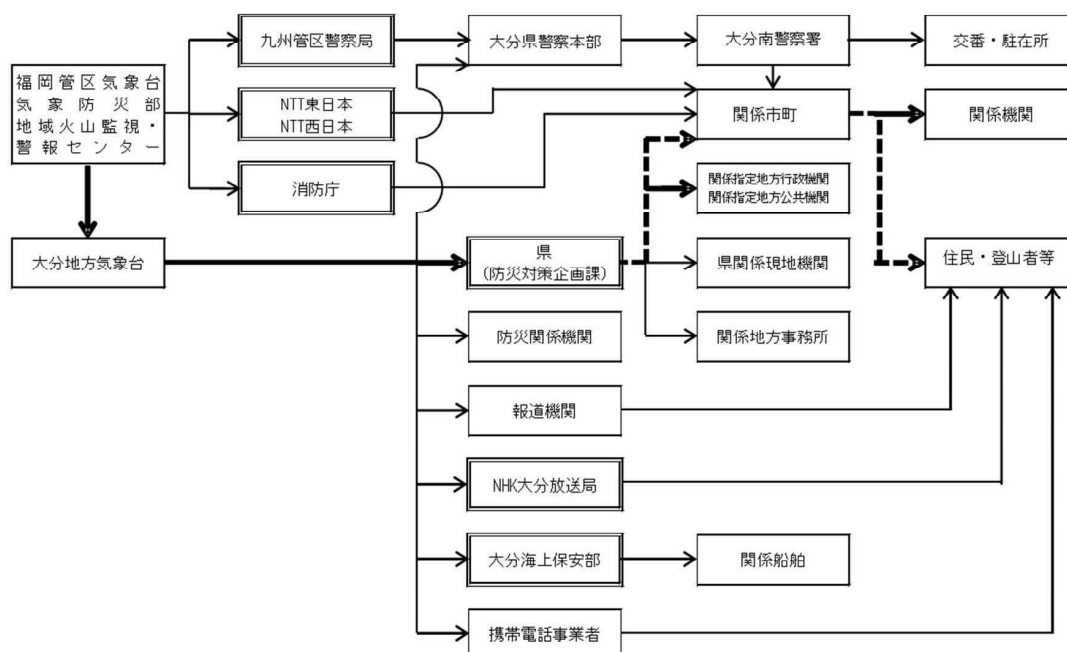 九州管区警察局
大分県警察本部
大分南警察署
交番・駐在所
福岡管区気象台
気象防災部
地域火山監視・
警報センター
NTT東日本
NTT西日本
関係市町
関係機関
消防庁
関係指定地方行政機関
関係指定地方公共機関
大分地方気象台
県
(防災対策企画課)
県関係現地機関
住民・登山者等
防災関係機関
関係地方事務所
報道機関
NHK大分放送局
大分海上保安部
関係船舶
携帯電話事業者